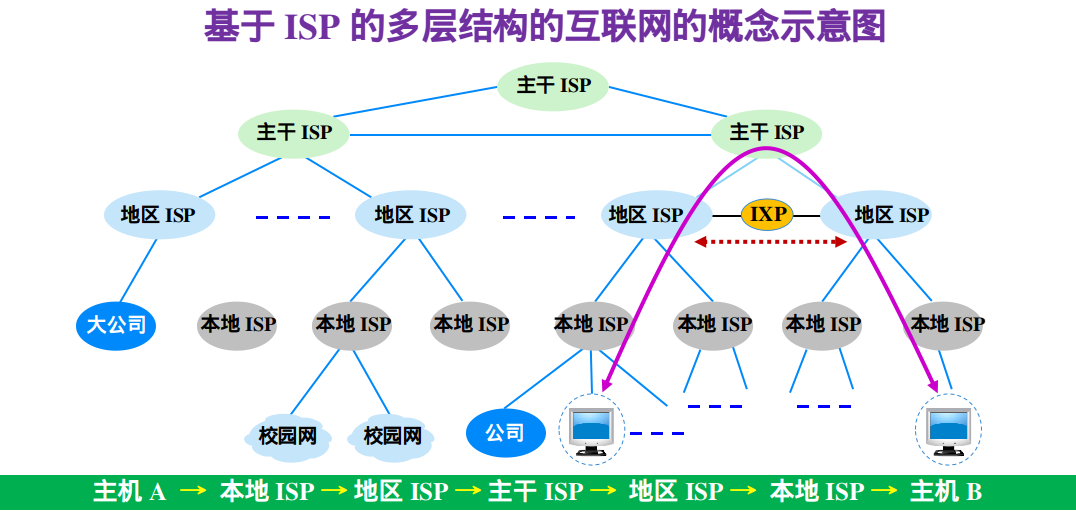 基于 ISP 的多层结构的互联网的概念示意图
主干 ISP
主干 ISP
主干 ISP
地区 ISP
地区 ISP
地区 ISP
IXP
地区 ISP
大公司
本地 ISP
本地 ISP
本地 ISP
本地 ISP
本地 ISP
本地 ISP
本地 ISP
校园网
校园网
公司
主机 A → 本地 ISP → 地区 ISP → 主干 ISP → 地区 ISP → 本地 ISP → 主机 B